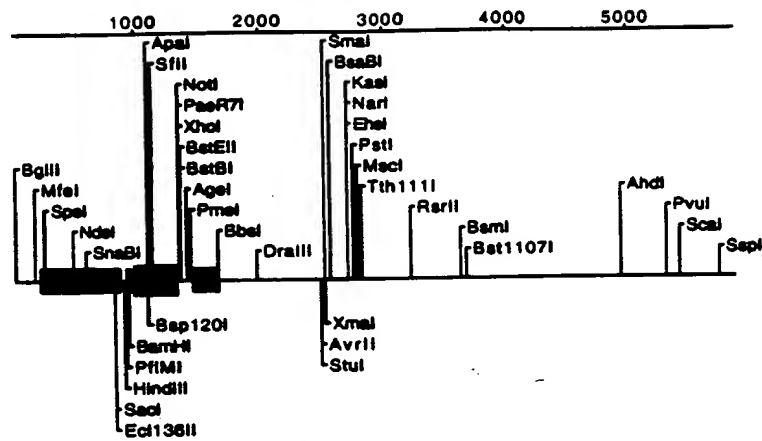 1000 2000 3000 4000 5000
ApaI
SfiI
NotI
PaeR7I
XhoI
BstEII
BstBI
AgeI
PmeI
BbsI
DraIII
BglII
MfeI
SpeI
NdeI
SnaBI
SmaI
BsaBI
KasI
NarI
EheI
PstI
MscI
Tth111I
RsrII
BsmI
Bst1107I
AhdI
PvuI
ScaI
SspI
Bsp120I
BamHI
PflMI
HindIII
SacI
Ecl136II
XmaI
AvrII
StuI